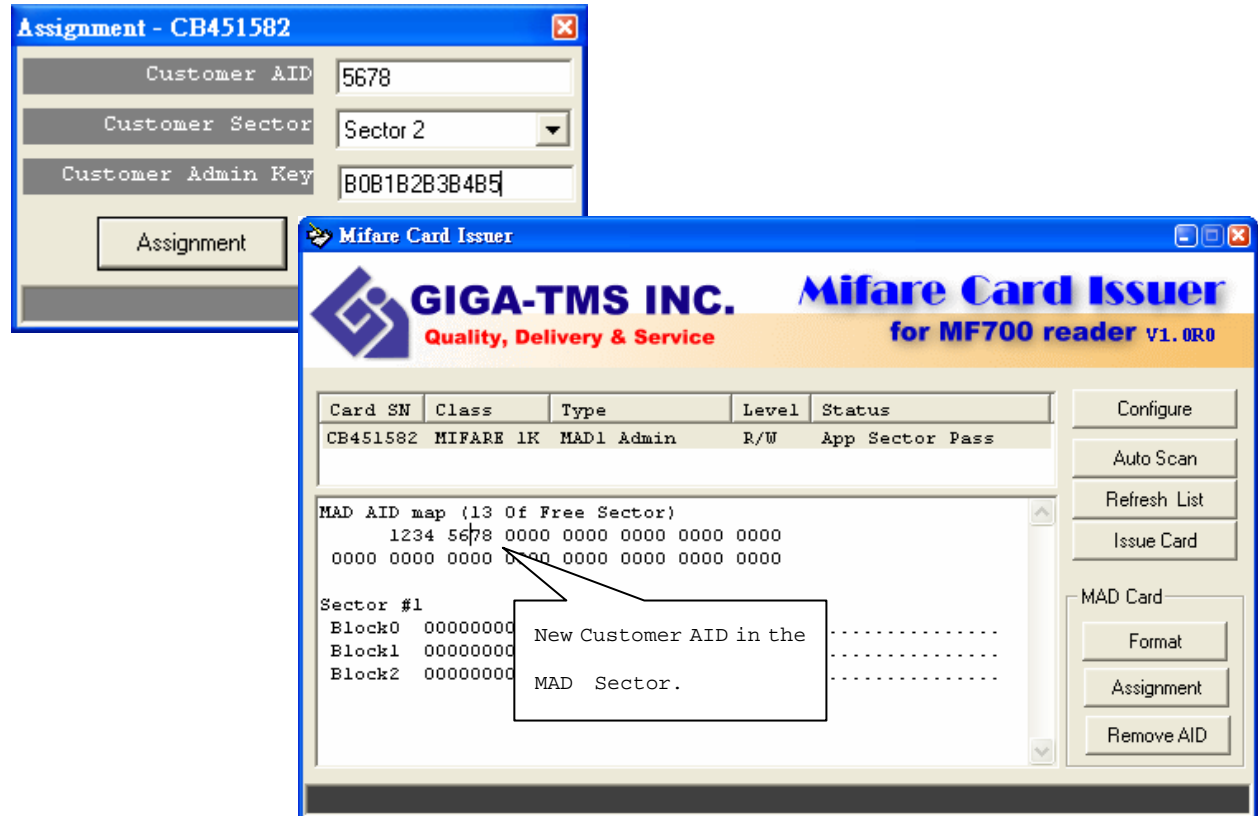 Assignment - CB451582
Customer AID 5678
Customer Sector Sector 2
Customer Admin Key B0B1B2B3B4B5
Assignment
Mifare Card Issuer
GIGA-TMS INC.
Quality, Delivery & Service
Mifare Card Issuer
for MF700 reader V1.0R0
Card SN Class Type Level Status
CB451582 MIFARE 1K MAD1 Admin R/W App Sector Pass
Configure
Auto Scan
Refresh List
Issue Card
MAD AID map (13 Of Free Sector)
1234 5678 0000 0000 0000 0000 0000
0000 0000 0000 0000 0000 0000 0000 0000
Sector #1
Block0 00000000 ...............
Block1 00000000 ...............
Block2 00000000 ...............
New Customer AID in the
MAD Sector.
MAD Card
Format
Assignment
Remove AID